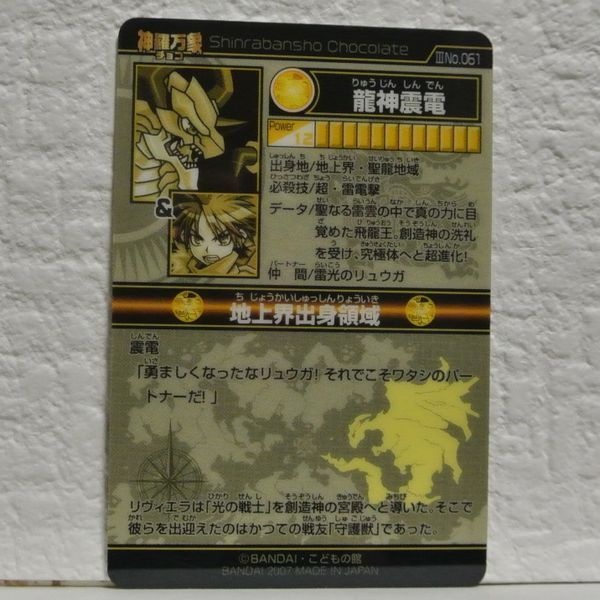 神羅万象
チョコ
Shinrabansho Chocolate
ⅢNo.061
りゅうじんしんでん
龍神震電
Power
12
しゅっしんち ちじょうかい せいりゅうちいき
出身地/地上界・聖龍地域
ひっさつわざ ちょう らいでんげき
必殺技/超・雷電撃
せい らいうん なか しん ちから め
データ/聖なる雷雲の中で真の力に目
ざ ひりゅうおう そうぞうしん せんれい
覚めた飛龍王。創造神の洗礼
う きゅうきょくたい ちょうしんか
を受け、究極体へと超進化!
パートナー らいこう
仲 間/雷光のリュウガ
&
ちじょうかいしゅっしんりょういき
地上界出身領域
しんでん
震電
いさ
「勇ましくなったなリュウガ! それでこそワタシのパー
トナーだ! 」
ひかり せんし そうぞうしん きゅうでん みちび
リヴィエラは「光の戦士」を創造神の宮殿へと導いた。そこで
かれ でむか せんゆう しゅごじゅう
彼らを出迎えたのはかつての戦友「守護獣」であった。
©BANDAI・こどもの館
BANDAI 2007 MADE IN JAPAN